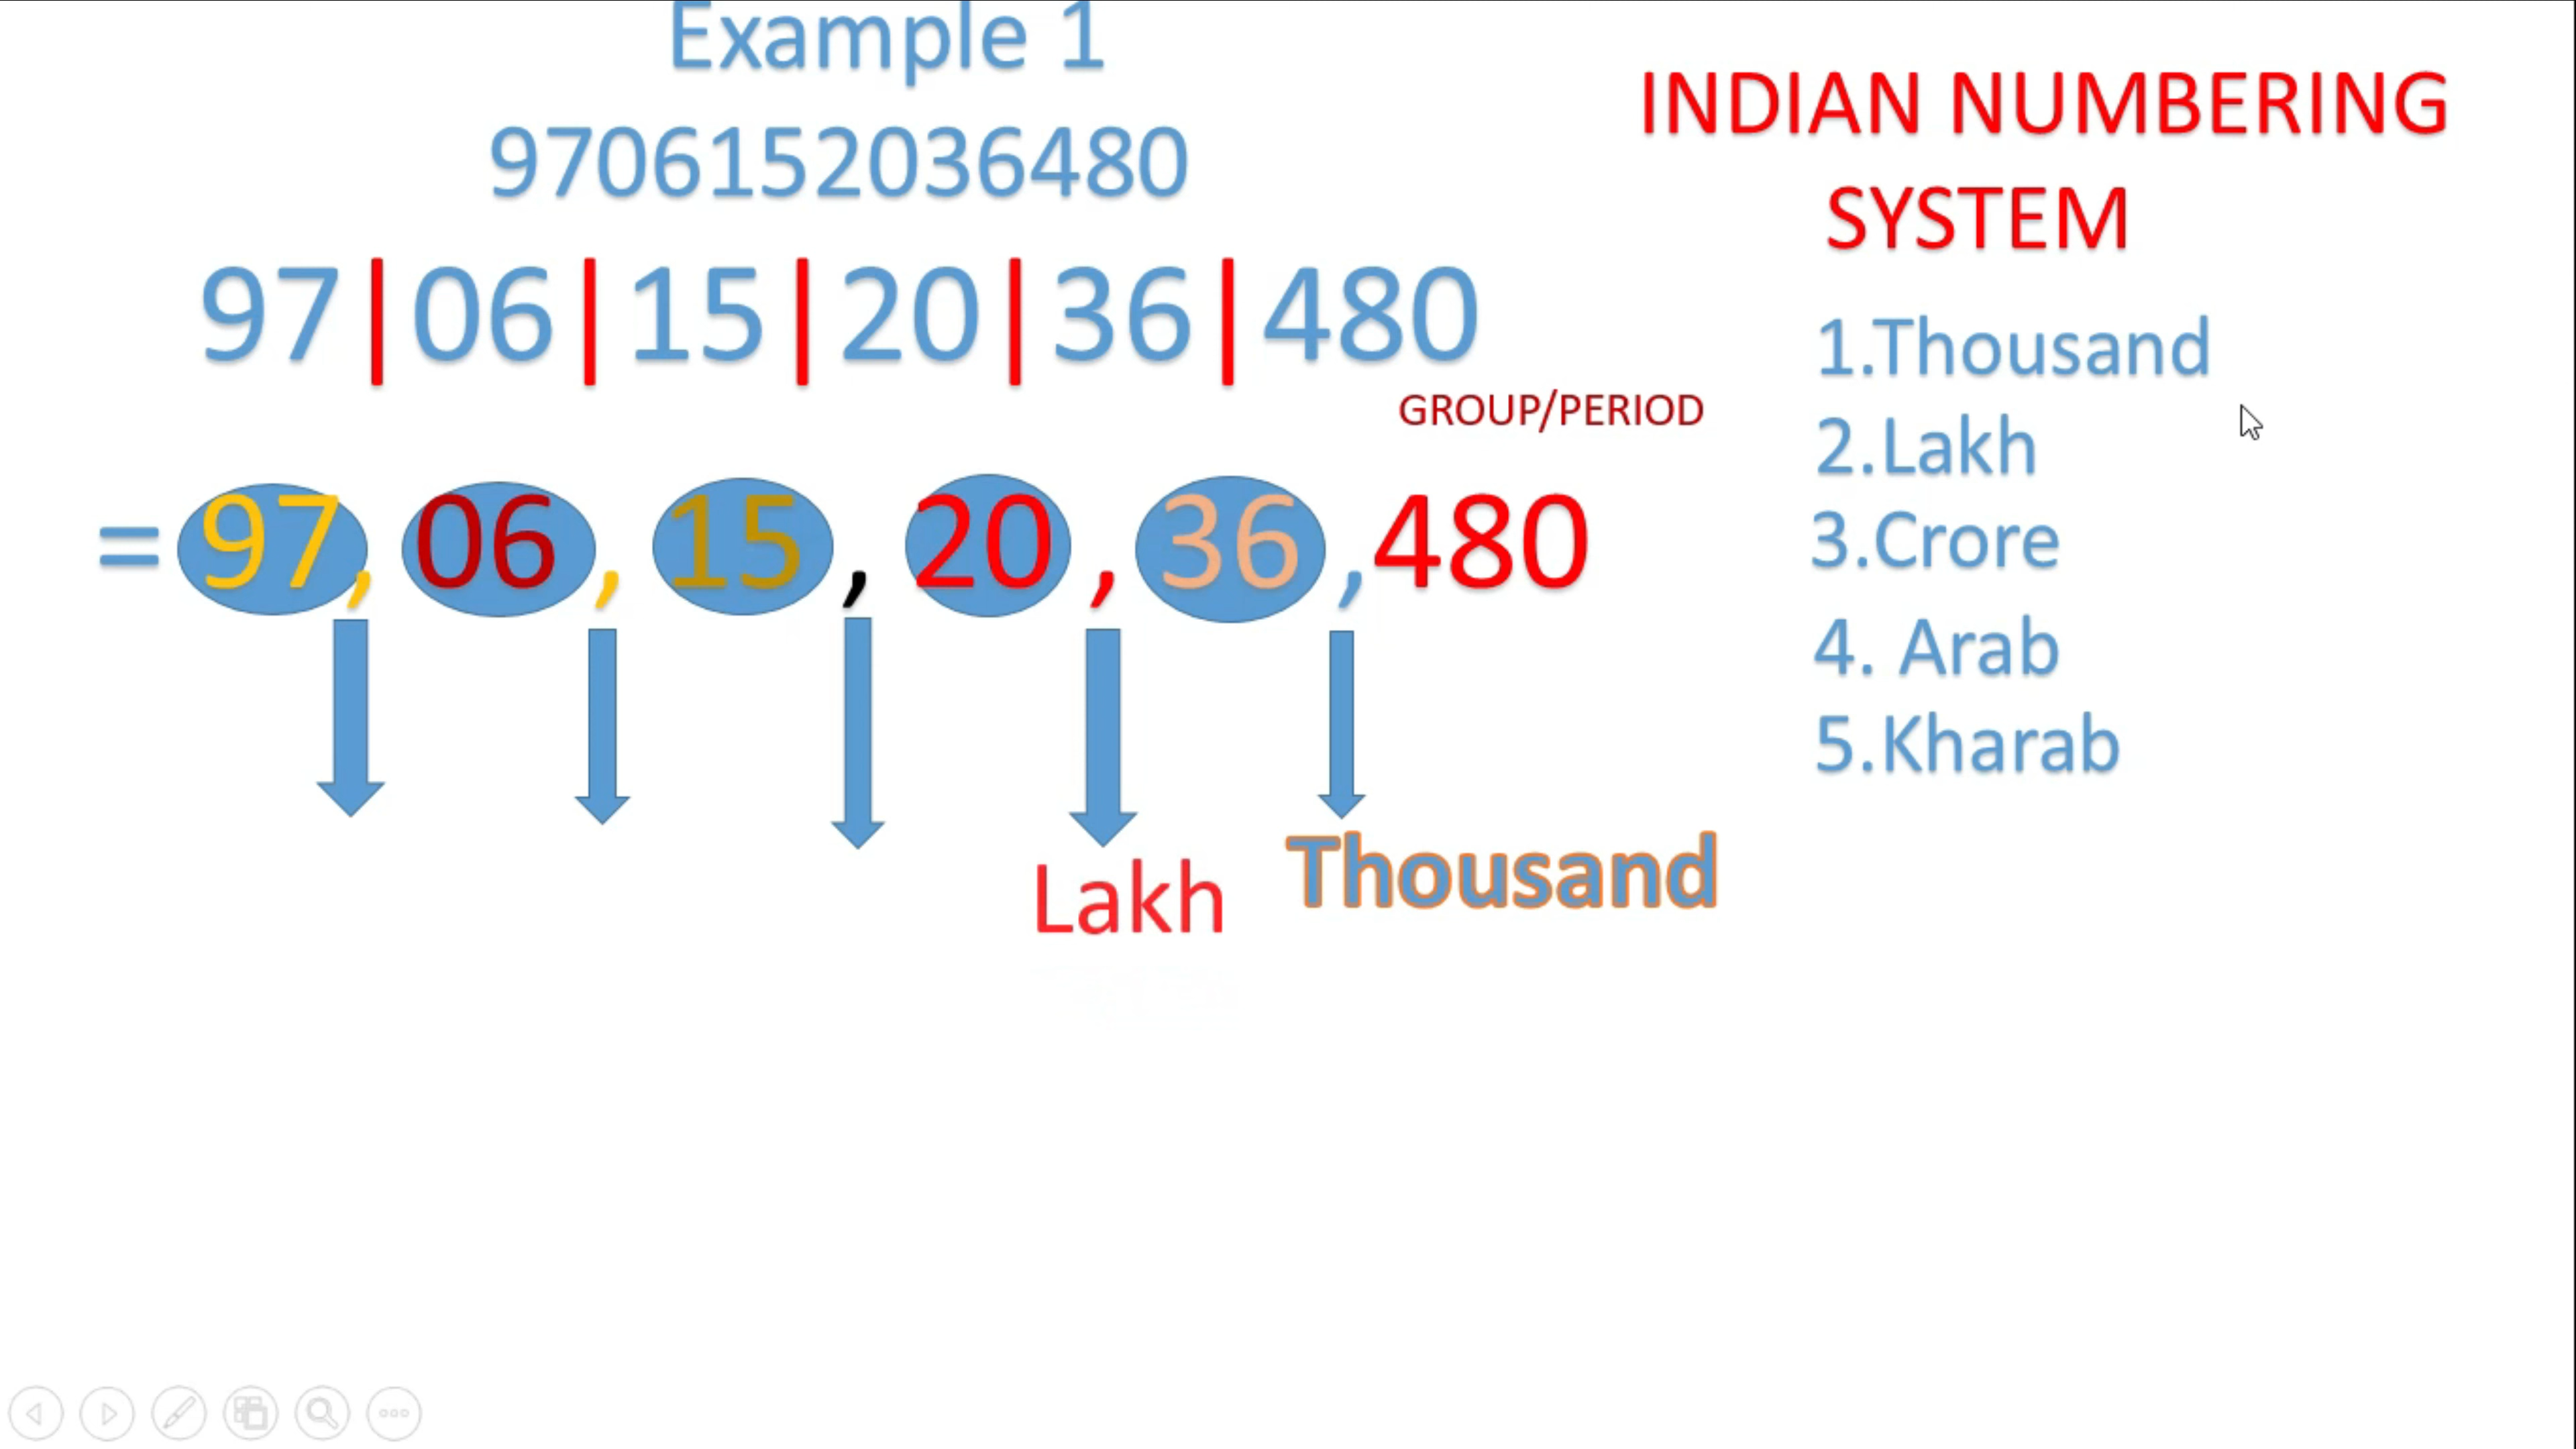 Example 1
9706152036480
97|06|15|20|36|480
GROUP/PERIOD
=97,06,15,20,36,480
Lakh Thousand
INDIAN NUMBERING
SYSTEM
1.Thousand
2.Lakh
3.Crore
4. Arab
5.Kharab